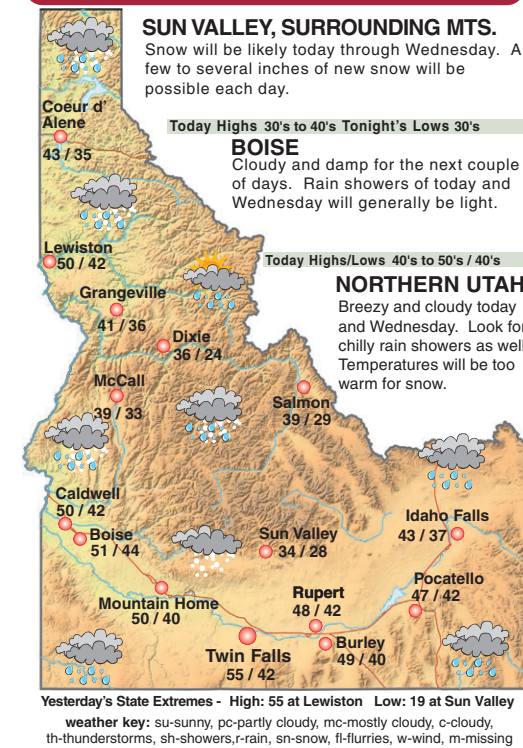 SUN VALLEY, SURROUNDING MTS.
Snow will be likely today through Wednesday. A
few to several inches of new snow will be
possible each day.
Today Highs 30's to 40's Tonight's Lows 30's
BOISE
Cloudy and damp for the next couple
of days. Rain showers of today and
Wednesday will generally be light.
Today Highs/Lows 40's to 50's / 40's
NORTHERN UTAH
Breezy and cloudy today
and Wednesday. Look for
chilly rain showers as well.
Temperatures will be too
warm for snow.
Coeur d'
Alene
43 / 35
Lewiston
50 / 42
Grangeville
41 / 36
Dixie
36 / 24
McCall
39 / 33
Salmon
39 / 29
Caldwell
50 / 42
Boise
51 / 44
Sun Valley
34 / 28
Idaho Falls
43 / 37
Pocatello
47 / 42
Mountain Home
50 / 40
Rupert
48 / 42
Burley
49 / 40
Twin Falls
55 / 42
Yesterday's State Extremes - High: 55 at Lewiston Low: 19 at Sun Valley
weather key: su-sunny, pc-partly cloudy, mc-mostly cloudy, c-cloudy,
th-thunderstorms, sh-showers,r-rain, sn-snow, fl-flurries, w-wind, m-missing